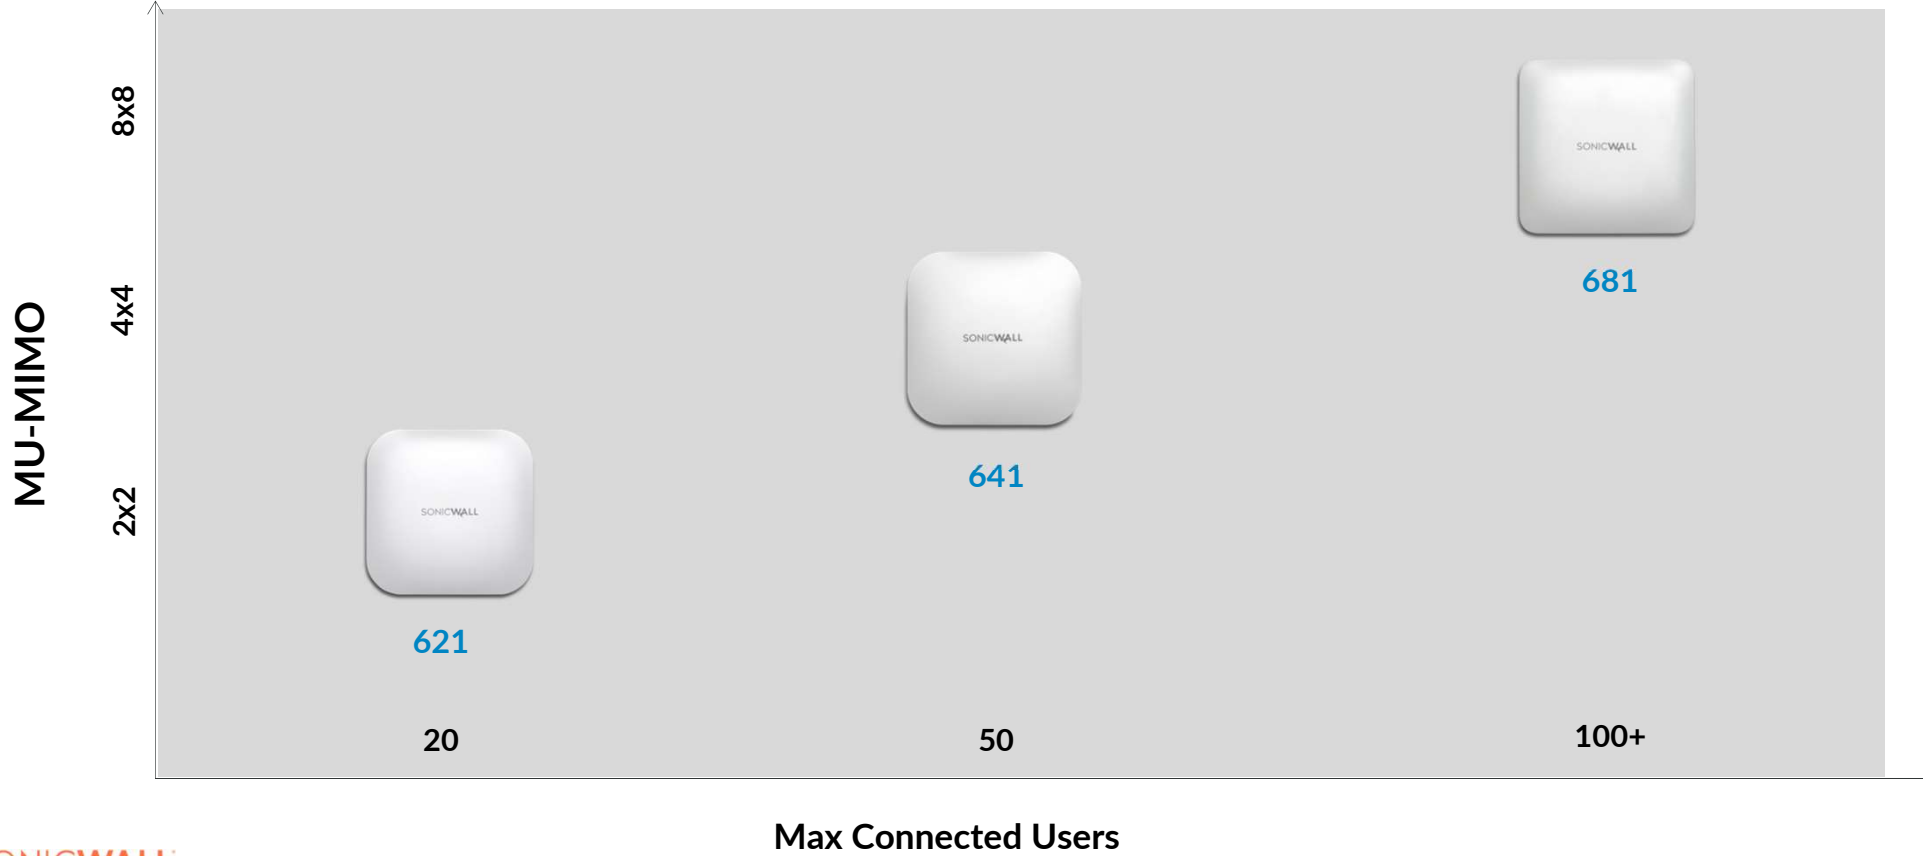 8x8
SONICWALL
681
4x4
SONICWALL
641
MU-MIMO
2x2
SONICWALL
621
20
50
100+
Max Connected Users